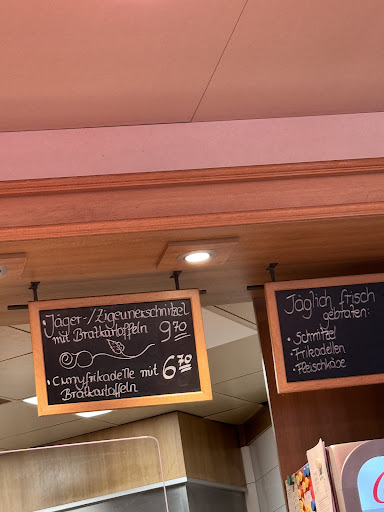 Jäger-/Zigeunerschnitzel
mit Bratkartoffeln 9 70
• Curryfrikadelle mit 6 70
Bratkartoffeln
Täglich frisch
gebraten:
• Schnitzel
• Frikadellen
• Fleischkäse